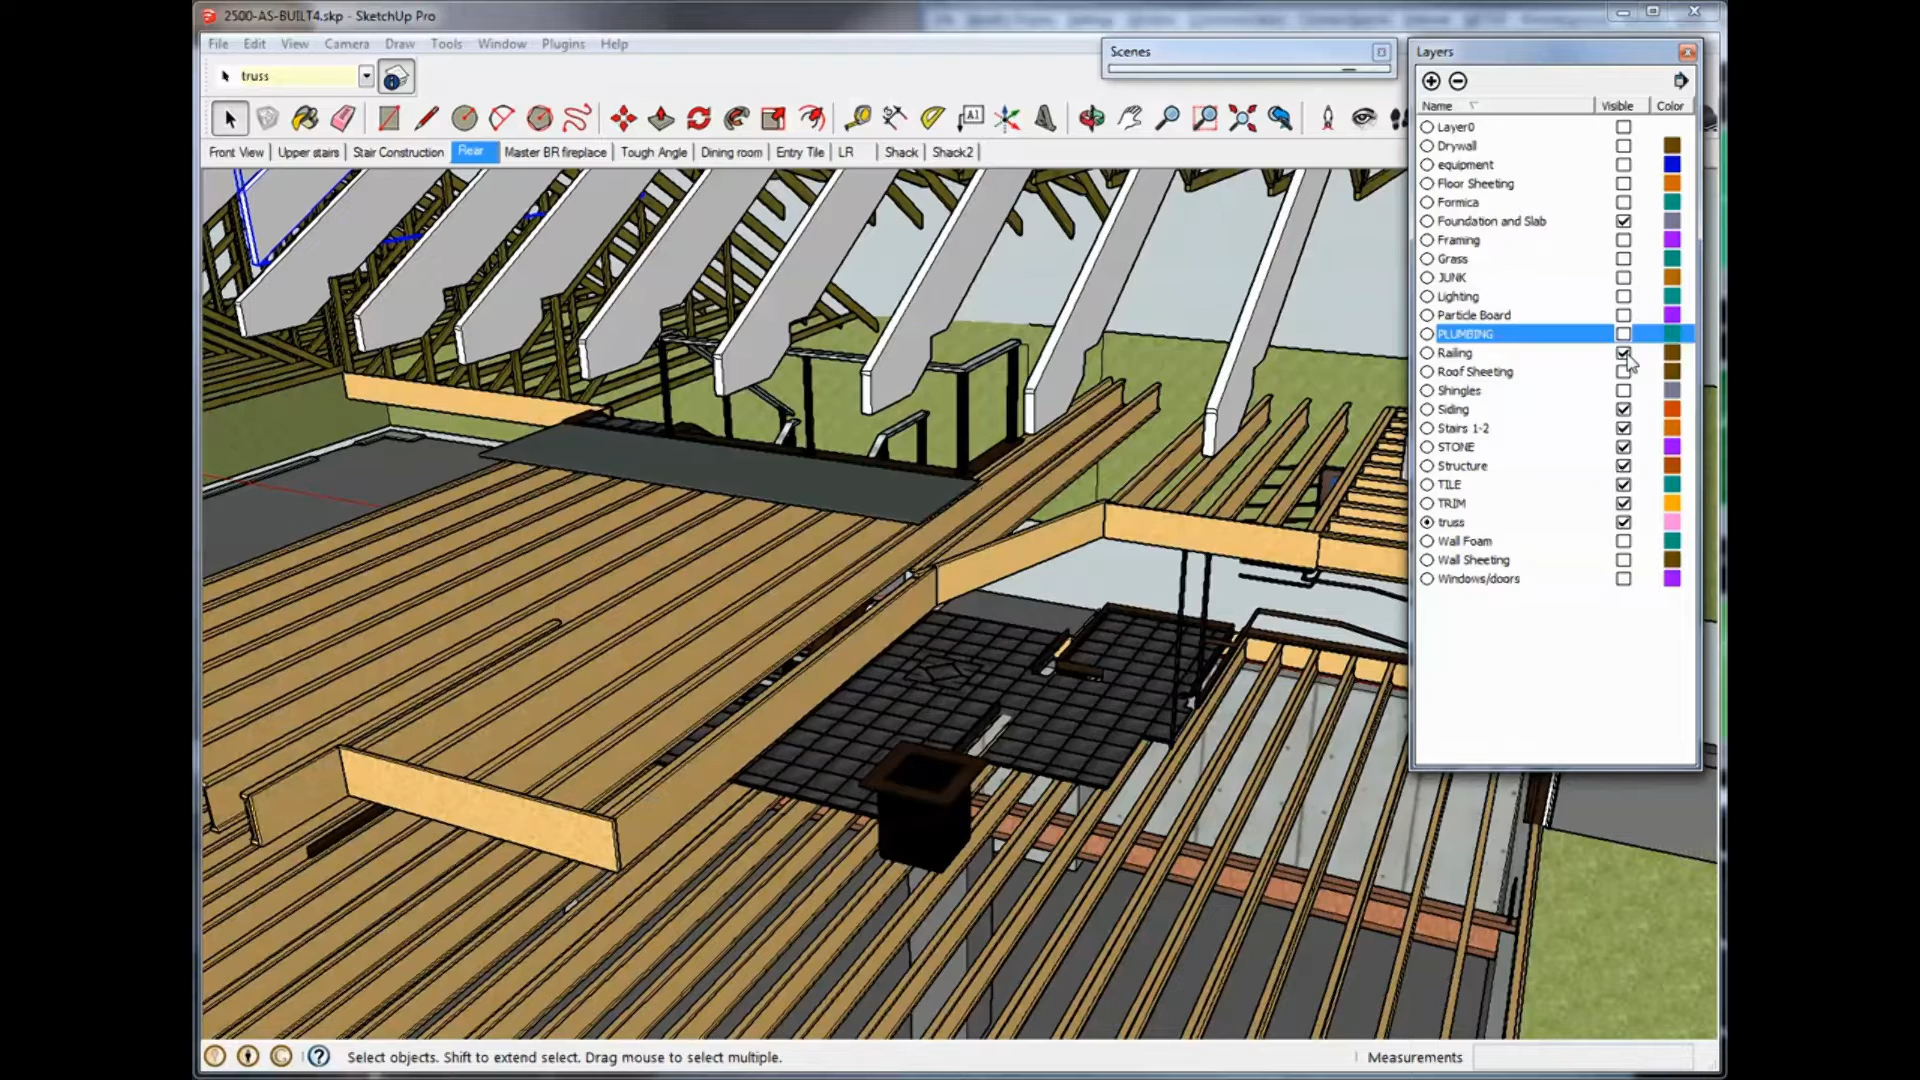 2500-AS-BUILT4.skp - SketchUp Pro
File Edit View Camera Draw Tools Window Plugins Help
truss
Front View Upper stairs Stair Construction Rear Master BR fireplace Tough Angle Dining room Entry Tile LR Shack Shack2
Scenes
Layers
Name Visible Color
Layer0
Drywall
equipment
Floor Sheeting
Formica
Foundation and Slab
Framing
Grass
JUNK
Lighting
Particle Board
PLUMBING
Railing
Roof Sheeting
Shingles
Siding
Stairs 1-2
STONE
Structure
TILE
TRIM
truss
Wall Foam
Wall Sheeting
Windows/doors
Select objects. Shift to extend select. Drag mouse to select multiple.
Measurements